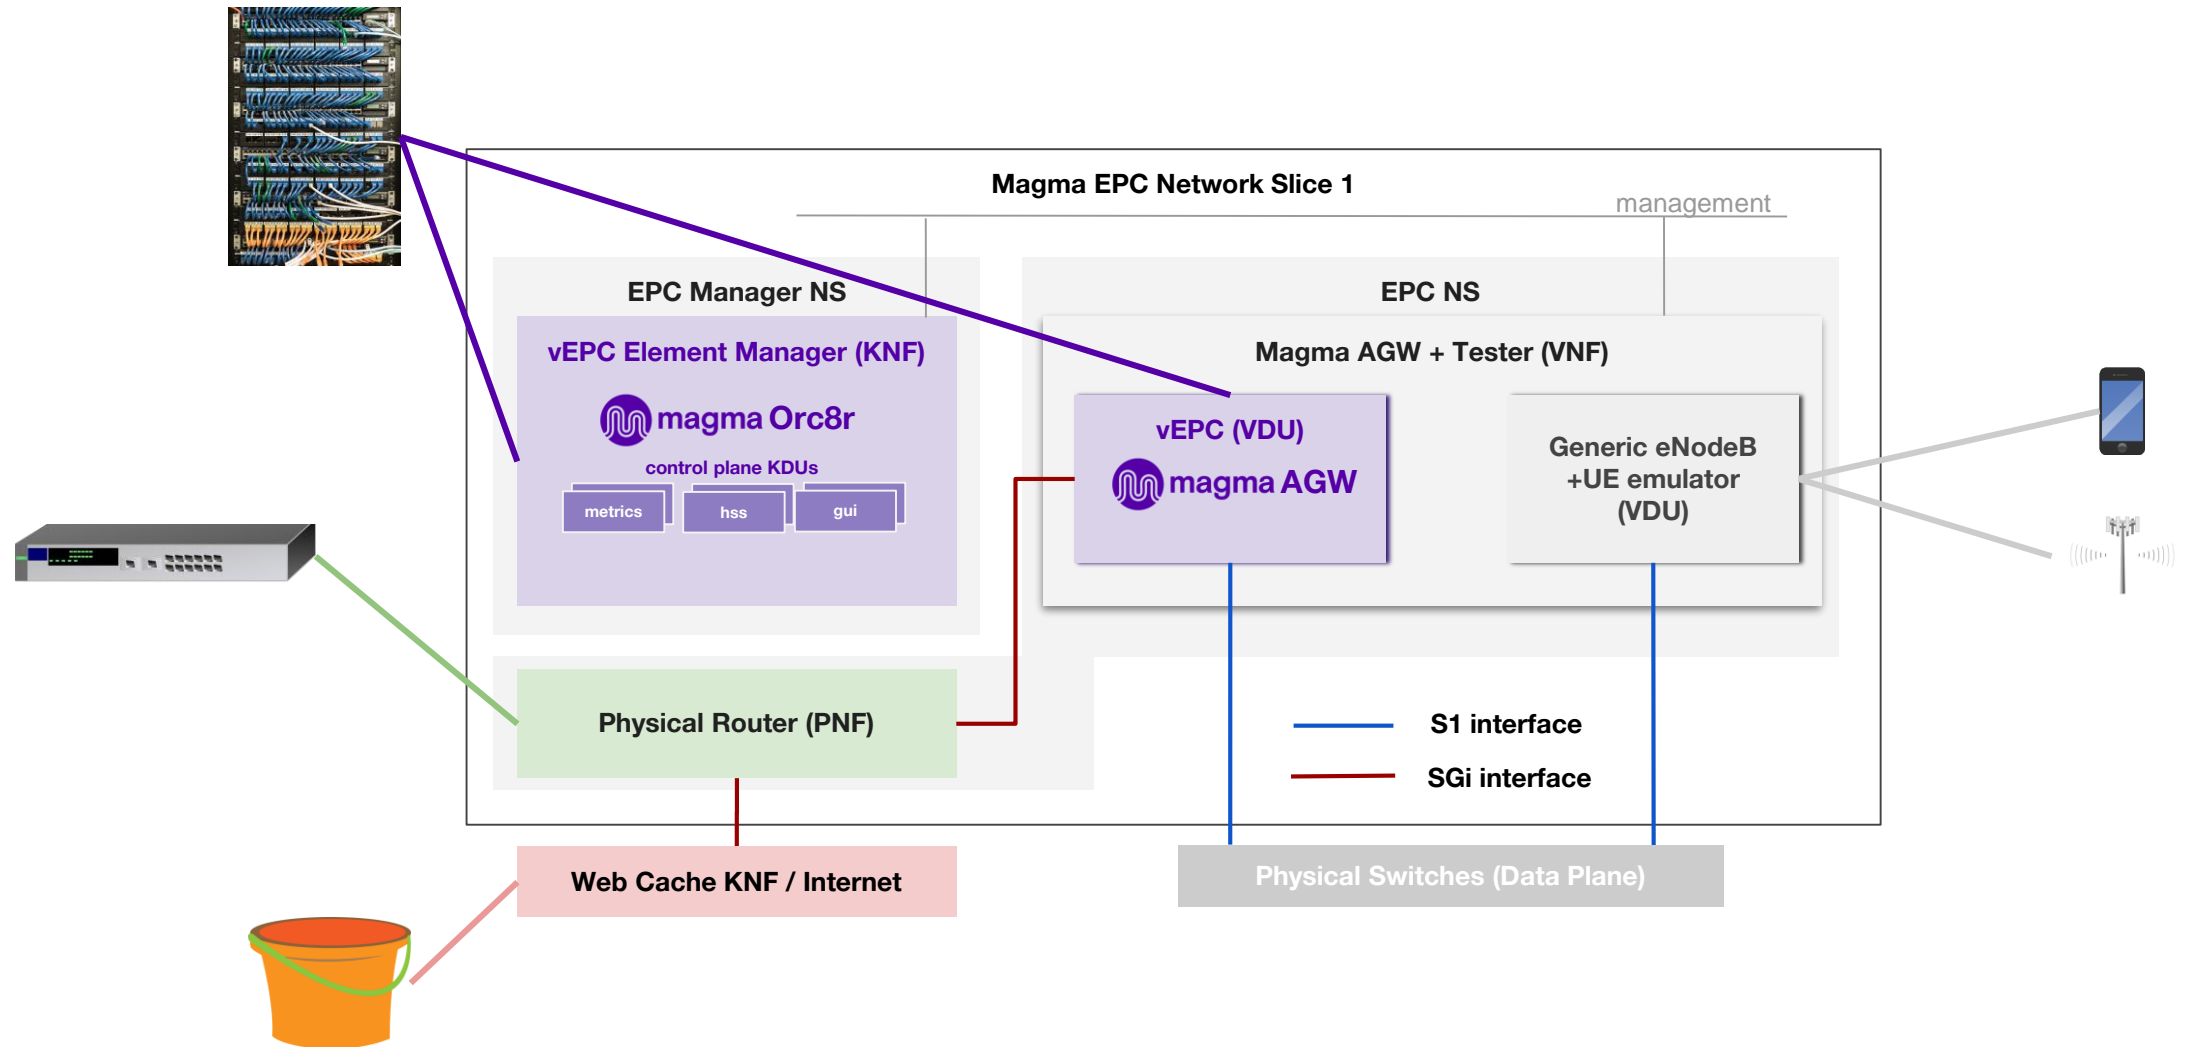 Magma EPC Network Slice 1
management
EPC Manager NS
EPC NS
vEPC Element Manager (KNF)
magma Orc8r
control plane KDUs
metrics
hss
gui
Magma AGW + Tester (VNF)
vEPC (VDU)
magma AGW
Generic eNodeB
+UE emulator
(VDU)
Physical Router (PNF)
S1 interface
SGi interface
Web Cache KNF / Internet
Physical Switches (Data Plane)